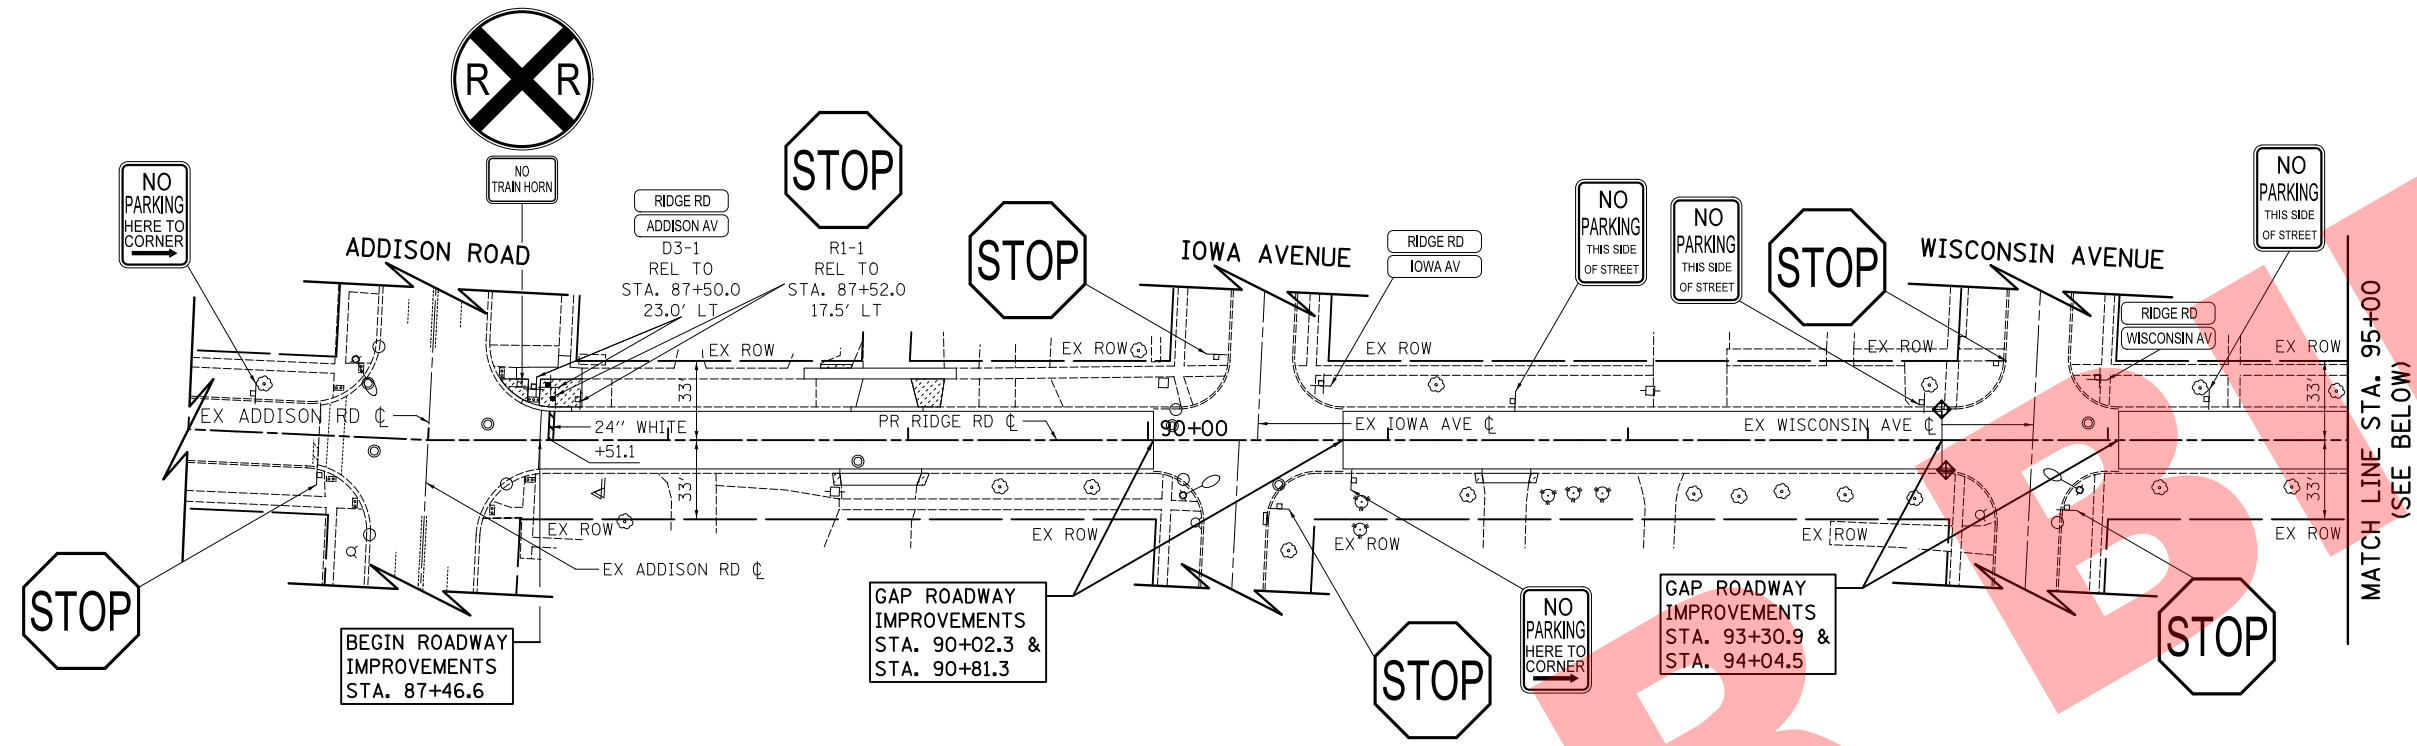 R R
NO
TRAIN HORN
NO
PARKING
HERE TO
CORNER
ADDISON ROAD
RIDGE RD
ADDISON AV
D3-1
REL TO
STA. 87+50.0
23.0' LT
STOP
R1-1
REL TO
STA. 87+52.0
17.5' LT
STOP
IOWA AVENUE
RIDGE RD
IOWA AV
NO
PARKING
THIS SIDE
OF STREET
NO
PARKING
THIS SIDE
OF STREET
STOP
WISCONSIN AVENUE
RIDGE RD
WISCONSIN AV
NO
PARKING
THIS SIDE
OF STREET
EX ROW
EX ROW
EX ROW
EX ROW
EX ROW
33'
33'
EX ADDISON RD ℄
24" WHITE
+51.1
PR RIDGE RD ℄
90+00
EX IOWA AVE ℄
EX WISCONSIN AVE ℄
33'
33'
EX ROW
EX ROW
EX ROW
EX ROW
EX ROW
EX ADDISON RD ℄
MATCH LINE STA. 95+00
(SEE BELOW)
STOP
BEGIN ROADWAY
IMPROVEMENTS
STA. 87+46.6
GAP ROADWAY
IMPROVEMENTS
STA. 90+02.3 &
STA. 90+81.3
STOP
NO
PARKING
HERE TO
CORNER
GAP ROADWAY
IMPROVEMENTS
STA. 93+30.9 &
STA. 94+04.5
STOP